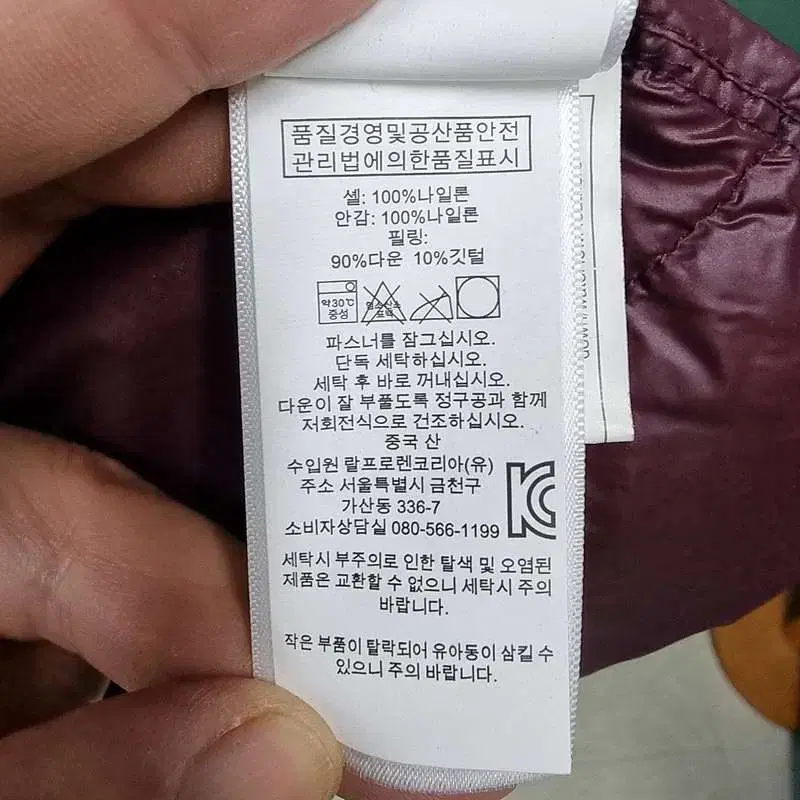 품질경영및공산품안전
관리법에의한품질표시
셸: 100%나일론
안감: 100%나일론
필링:
90%다운 10%깃털
약30℃
중성
염소산소
표백
파스너를 잠그십시오.
단독 세탁하십시오.
세탁 후 바로 꺼내십시오.
다운이 잘 부풀도록 정구공과 함께
저회전식으로 건조하십시오.
중국 산
수입원 랄프로렌코리아(유)
주소 서울특별시 금천구
가산동 336-7
소비자상담실 080-566-1199
세탁시 부주의로 인한 탈색 및 오염된
제품은 교환할 수 없으니 세탁시 주의
바랍니다.
작은 부품이 탈락되어 유아동이 삼킬 수
있으니 주의 바랍니다.